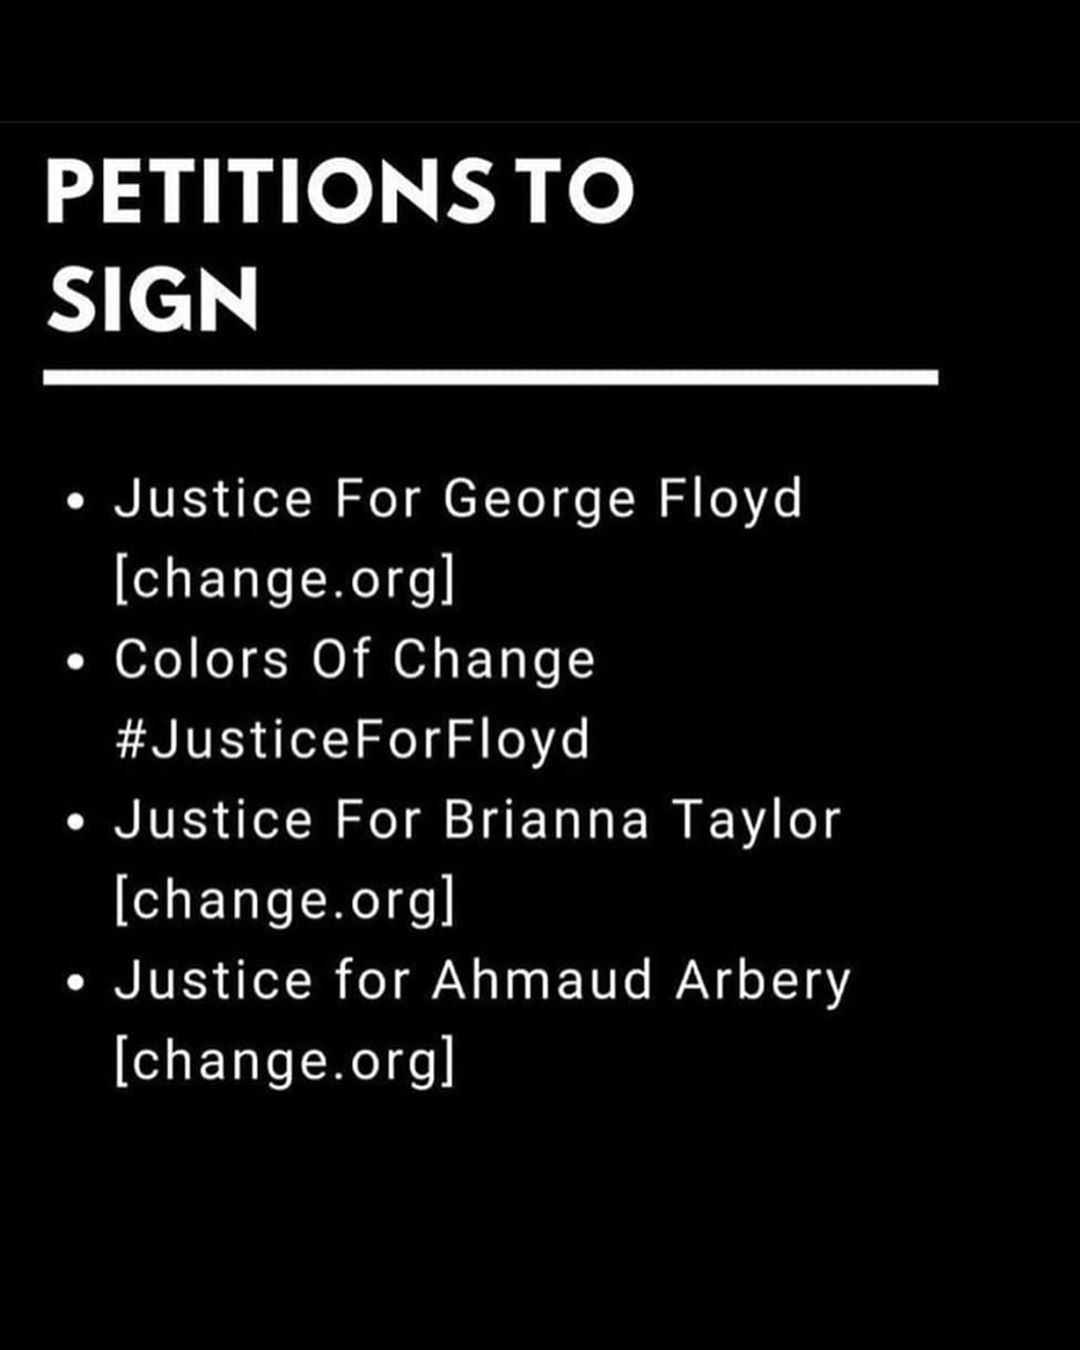 PETITIONS TO
SIGN
• Justice For George Floyd
[change.org]
• Colors Of Change
#JusticeForFloyd
• Justice For Brianna Taylor
[change.org]
• Justice for Ahmaud Arbery
[change.org]